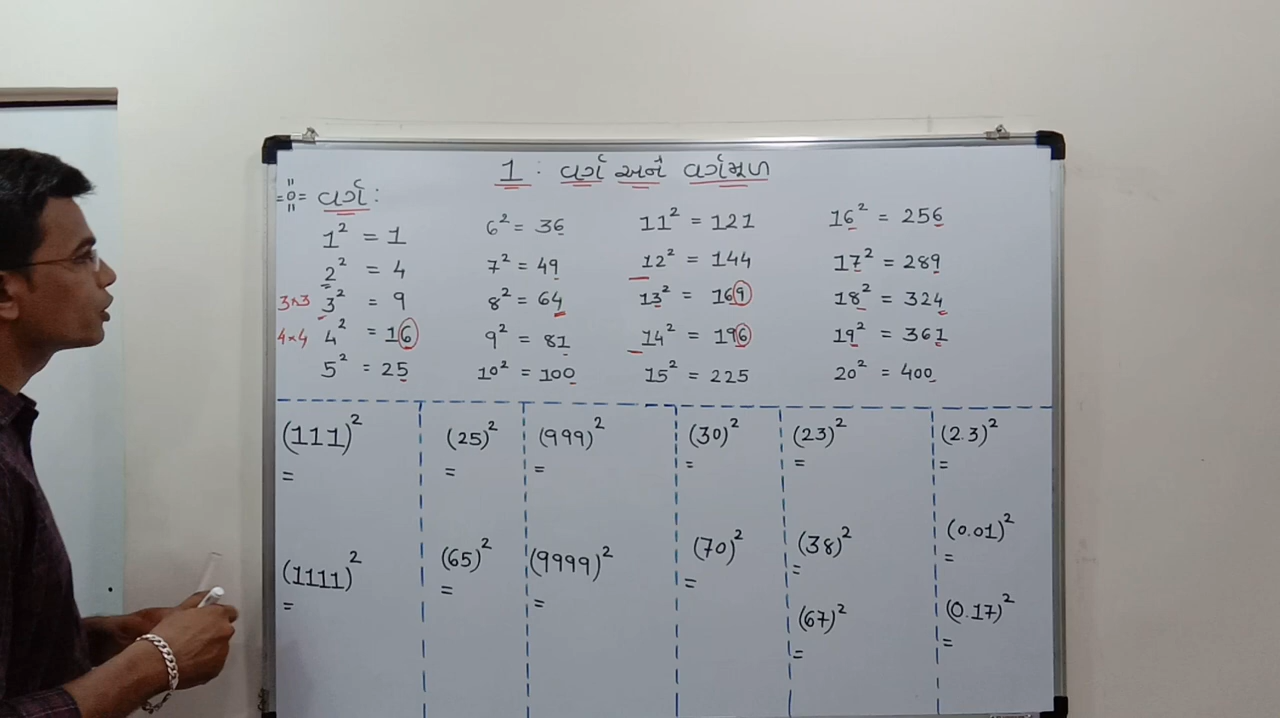 1 : વર્ગ અને વર્ગમૂળ
=0= વર્ગ :
1² = 1
2² = 4
3×3 3² = 9
4×4 4² = 16
5² = 25
6² = 36
7² = 49
8² = 64
9² = 81
10² = 100
11² = 121
12² = 144
13² = 169
14² = 196
15² = 225
16² = 256
17² = 289
18² = 324
19² = 361
20² = 400
(111)²
=
(1111)²
=
(25)²
=
(65)²
=
(999)²
=
(9999)²
=
(30)²
=
(70)²
=
(23)²
=
(38)²
=
(67)²
=
(2.3)²
=
(0.01)²
=
(0.17)²
=